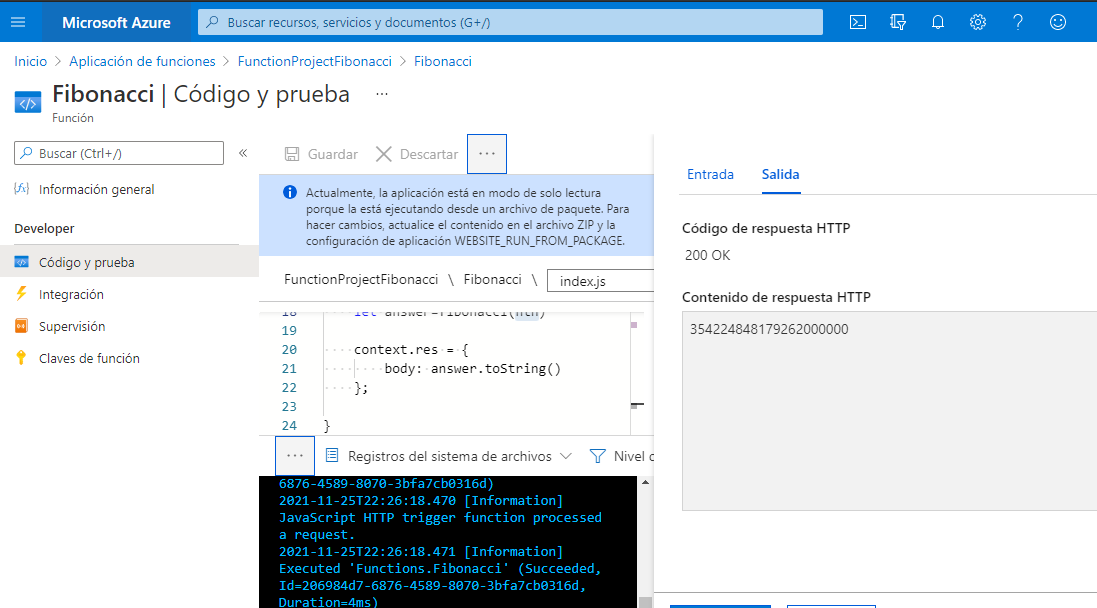 Microsoft Azure
Buscar recursos, servicios y documentos (G+/)
Inicio > Aplicación de funciones > FunctionProjectFibonacci > Fibonacci
Fibonacci | Código y prueba ...
Función
Buscar (Ctrl+/)
«
Información general
Developer
Código y prueba
Integración
Supervisión
Claves de función
Guardar
Descartar
...
Actualmente, la aplicación está en modo de solo lectura
porque la está ejecutando desde un archivo de paquete. Para
hacer cambios, actualice el contenido en el archivo ZIP y la
configuración de aplicación WEBSITE_RUN_FROM_PACKAGE.
FunctionProjectFibonacci \ Fibonacci \ index.js
18 let answer=fibonacci(nth)
19
20 context.res = {
21 body: answer.toString()
22 };
23
24 }
...
Registros del sistema de archivos
Nivel
6876-4589-8070-3bfa7cb0316d)
2021-11-25T22:26:18.470 [Information]
JavaScript HTTP trigger function processed
a request.
2021-11-25T22:26:18.471 [Information]
Executed 'Functions.Fibonacci' (Succeeded,
Id=206984d7-6876-4589-8070-3bfa7cb0316d,
Duration=4ms)
Entrada
Salida
Código de respuesta HTTP
200 OK
Contenido de respuesta HTTP
354224848179262000000